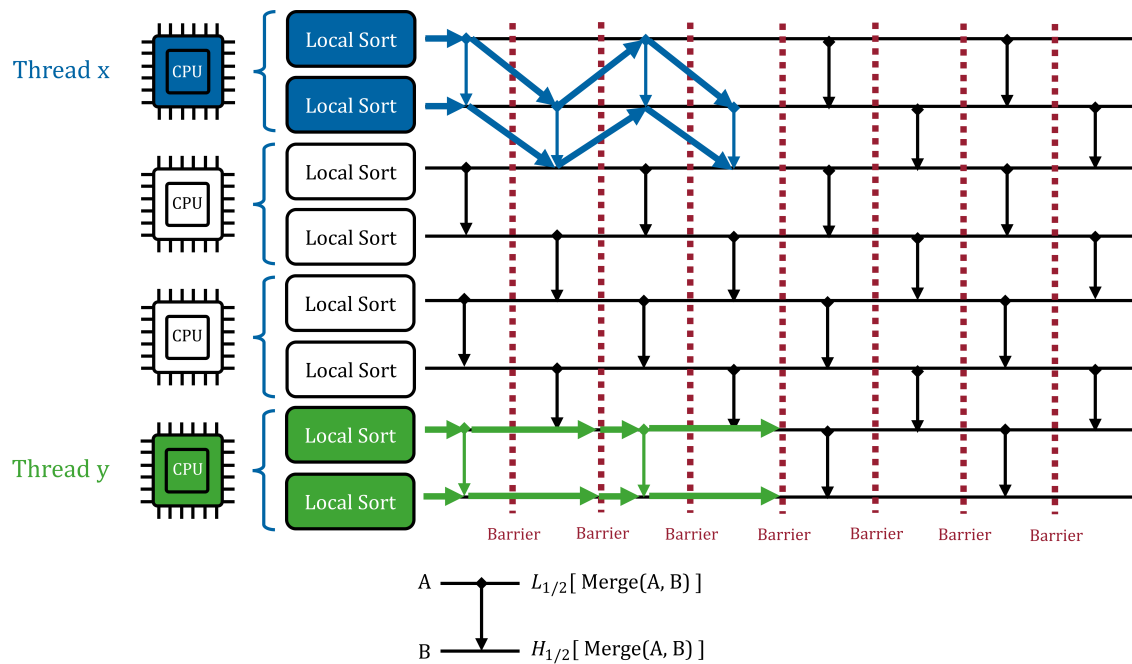 Thread x
CPU
Local Sort
Local Sort
CPU
Local Sort
Local Sort
CPU
Local Sort
Local Sort
Thread y
CPU
Local Sort
Local Sort
Barrier Barrier Barrier Barrier Barrier Barrier Barrier
A L1/2[ Merge(A, B) ]
B H1/2[ Merge(A, B) ]